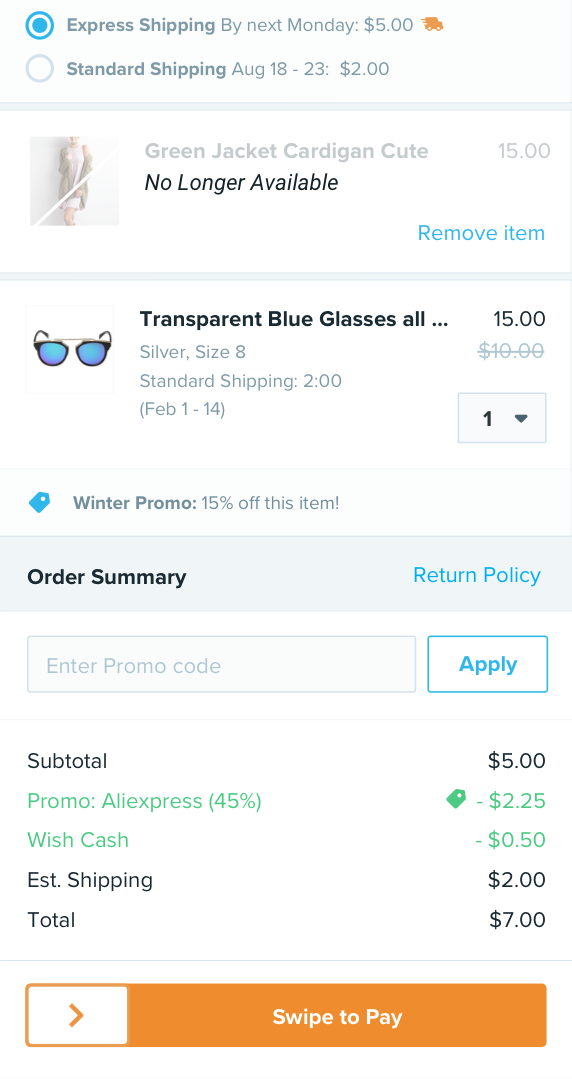 Express Shipping By next Monday: $5.00
Standard Shipping Aug 18 - 23: $2.00
Green Jacket Cardigan Cute 15.00
No Longer Available
Remove item
Transparent Blue Glasses all ... 15.00
Silver, Size 8 $10.00
Standard Shipping: 2:00
(Feb 1 - 14)
1
Winter Promo: 15% off this item!
Order Summary Return Policy
Enter Promo code Apply
Subtotal $5.00
Promo: Aliexpress (45%) - $2.25
Wish Cash - $0.50
Est. Shipping $2.00
Total $7.00
Swipe to Pay